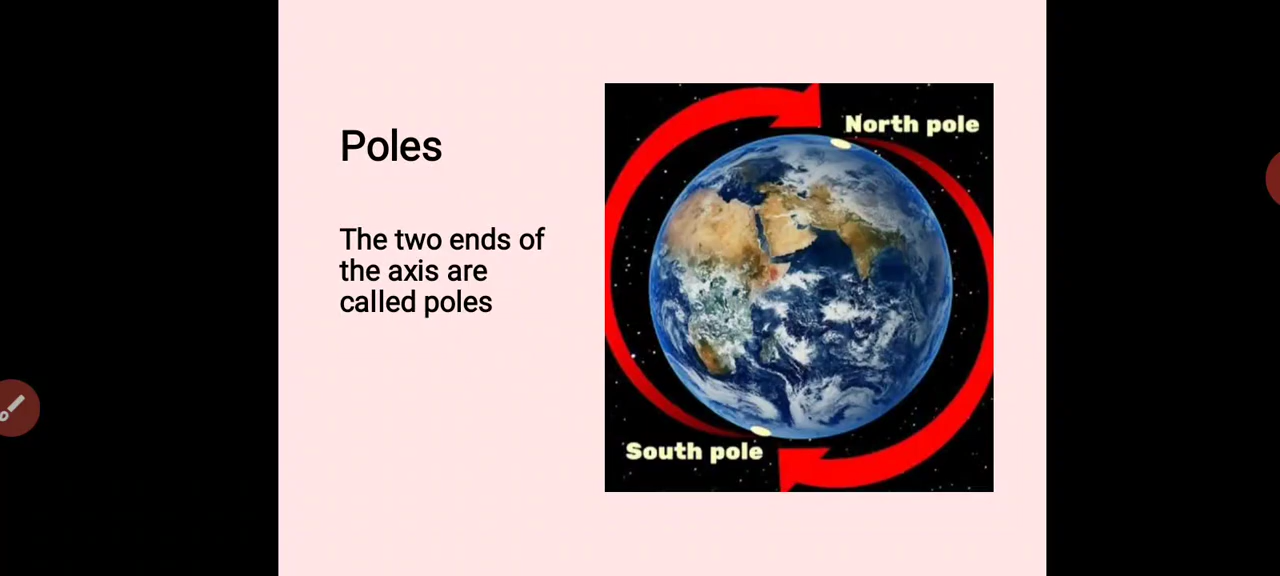 Poles
The two ends of
the axis are
called poles
North pole
South pole